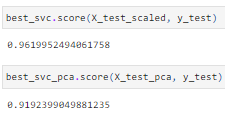 best_svc.score(X_test_scaled, y_test)
0.9619952494061758
best_svc_pca.score(X_test_pca, y_test)
0.9192399049881235